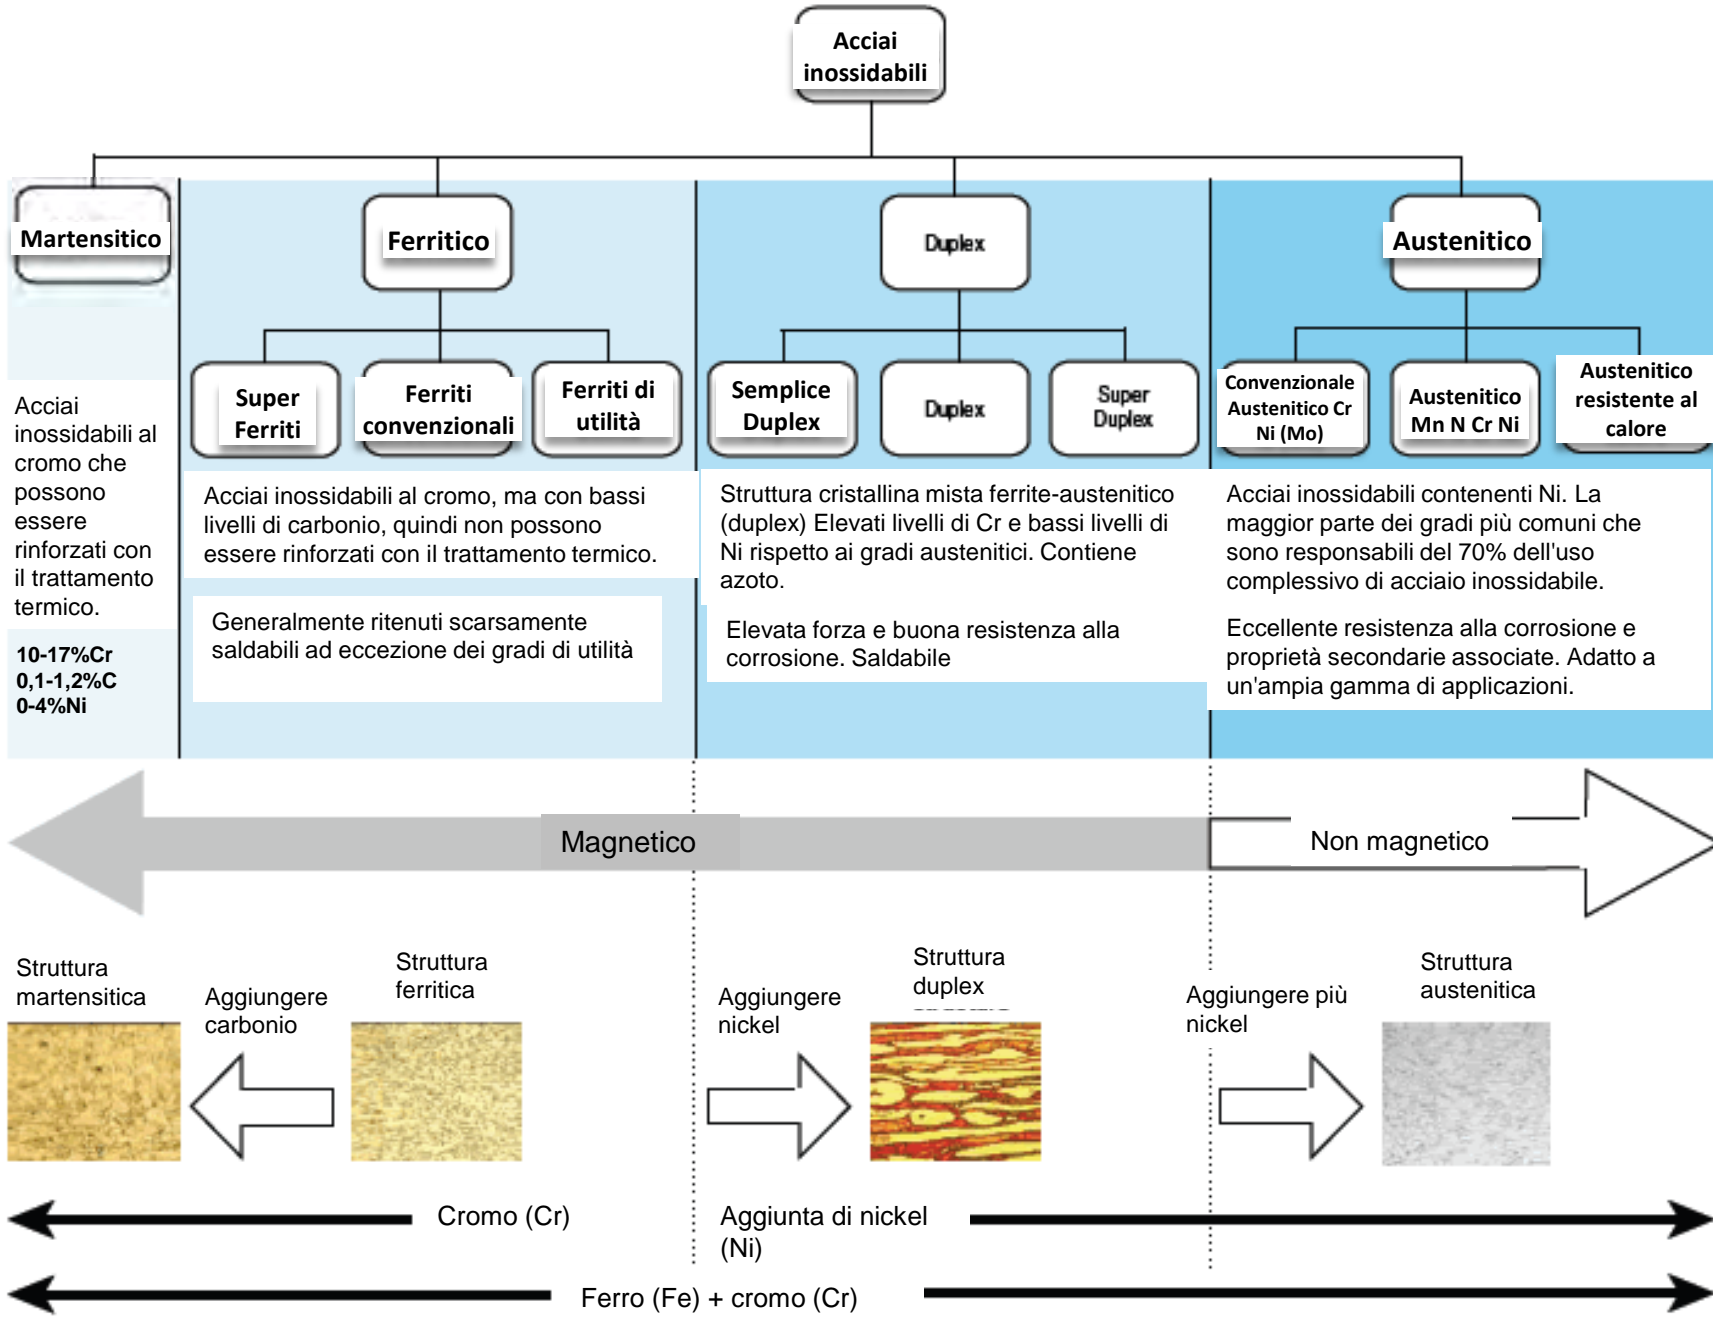 Acciai
inossidabili
Martensitico
Ferritico
Duplex
Austenitico
Super
Ferriti
Ferriti
convenzionali
Ferriti di
utilità
Semplice
Duplex
Duplex
Super
Duplex
Convenzionale
Austenitico Cr
Ni (Mo)
Austenitico
Mn N Cr Ni
Austenitico
resistente al
calore
Acciai
inossidabili al
cromo che
possono
essere
rinforzati con
il trattamento
termico.
10-17%Cr
0,1-1,2%C
0-4%Ni
Acciai inossidabili al cromo, ma con bassi
livelli di carbonio, quindi non possono
essere rinforzati con il trattamento termico.
Generalmente ritenuti scarsamente
saldabili ad eccezione dei gradi di utilità
Struttura cristallina mista ferrite-austenitico
(duplex) Elevati livelli di Cr e bassi livelli di
Ni rispetto ai gradi austenitici. Contiene
azoto.
Elevata forza e buona resistenza alla
corrosione. Saldabile
Acciai inossidabili contenenti Ni. La
maggior parte dei gradi più comuni che
sono responsabili del 70% dell'uso
complessivo di acciaio inossidabile.
Eccellente resistenza alla corrosione e
proprietà secondarie associate. Adatto a
un'ampia gamma di applicazioni.
Magnetico
Non magnetico
Struttura
martensitica
Aggiungere
carbonio
Struttura
ferritica
Aggiungere
nickel
Struttura
duplex
Aggiungere più
nickel
Struttura
austenitica
Cromo (Cr)
Aggiunta di nickel
(Ni)
Ferro (Fe) + cromo (Cr)